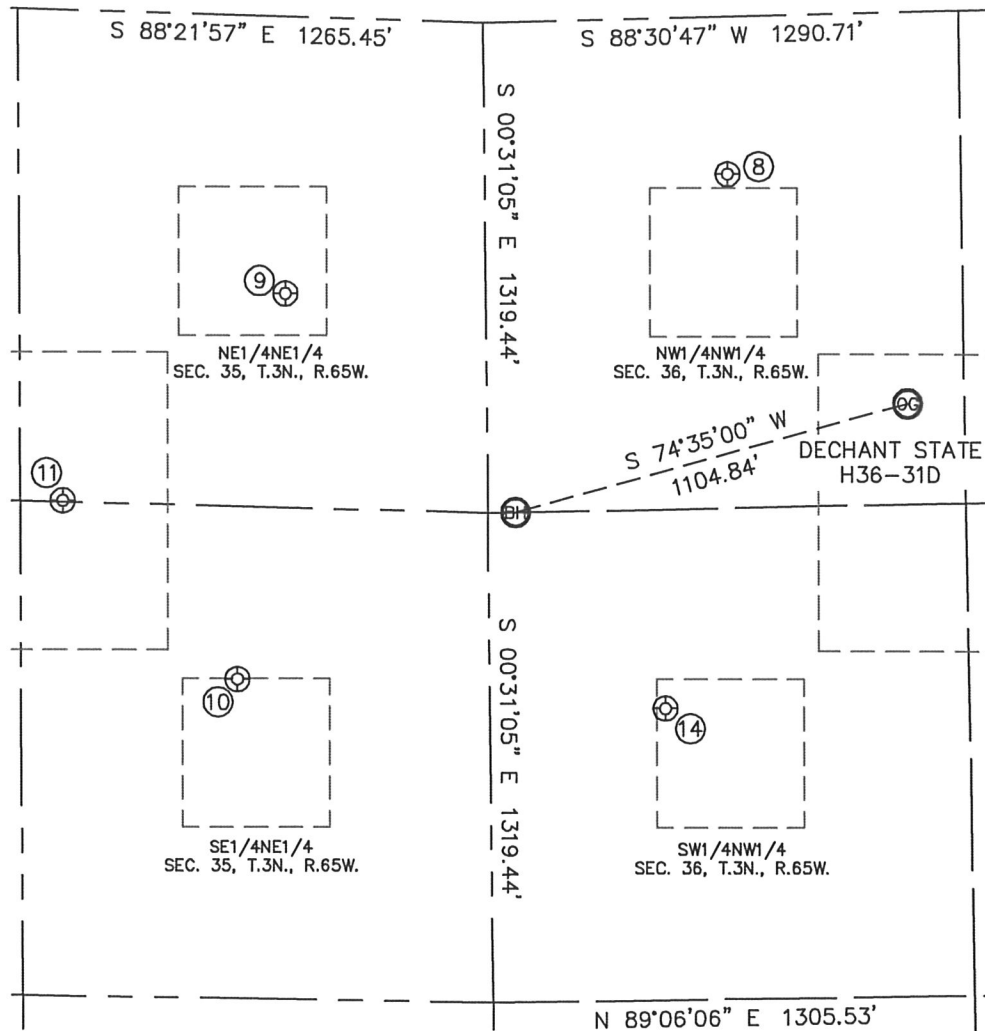 S 88°21'57" E 1265.45'
S 88°30'47" W 1290.71'
S 00°31'05" E 1319.44'
8
9
NE1/4NE1/4
SEC. 35, T.3N., R.65W.
NW1/4NW1/4
SEC. 36, T.3N., R.65W.
OG
S 74°35'00" W
1104.84'
DECHANT STATE
H36-31D
11
BH
S 00°31'05" E 1319.44'
10
14
SE1/4NE1/4
SEC. 35, T.3N., R.65W.
SW1/4NW1/4
SEC. 36, T.3N., R.65W.
N 89°06'06" E 1305.53'